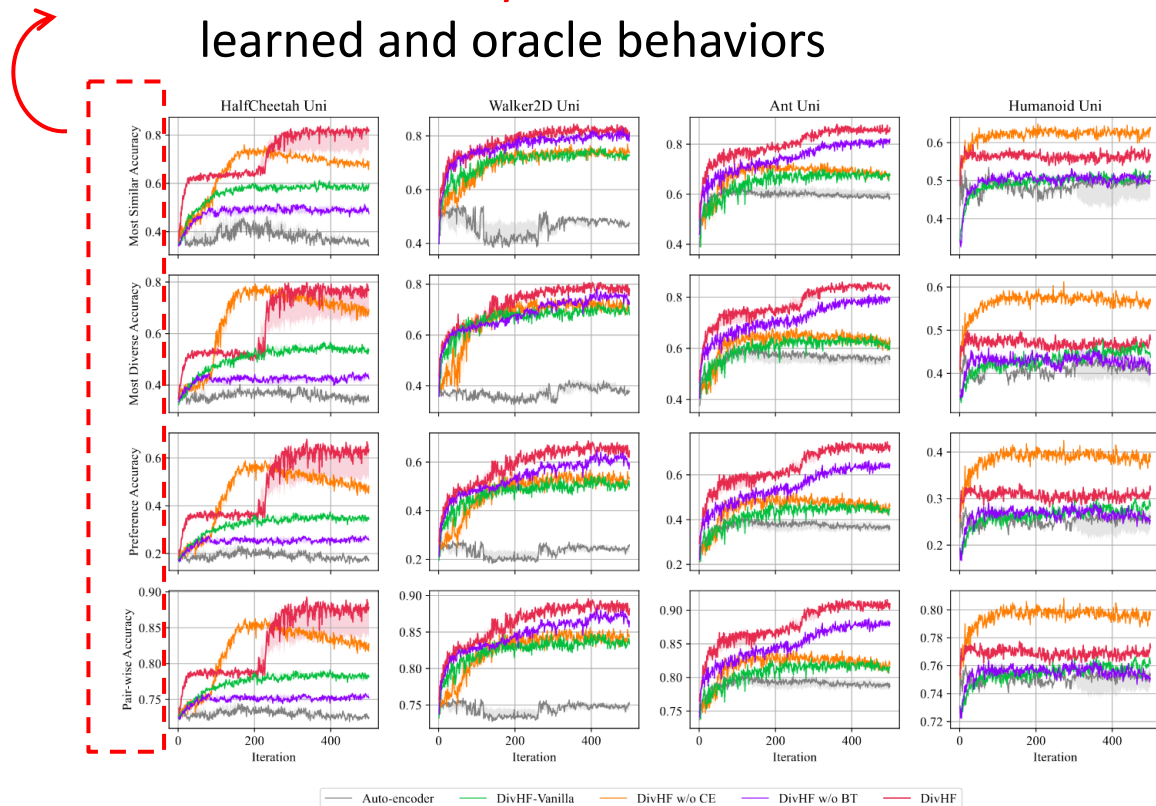 learned and oracle behaviors
HalfCheetah Uni
Walker2D Uni
Ant Uni
Humanoid Uni
Most Similar Accuracy
0.8
0.6
0.4
0.8
0.6
0.4
0.8
0.6
0.4
0.6
0.5
0.4
Most Diverse Accuracy
0.8
0.6
0.4
0.8
0.6
0.4
0.8
0.6
0.4
0.6
0.5
0.4
Preference Accuracy
0.6
0.4
0.2
0.6
0.4
0.2
0.6
0.4
0.2
0.4
0.3
0.2
Pair-wise Accuracy
0.90
0.85
0.80
0.75
0.90
0.85
0.80
0.75
0.90
0.85
0.80
0.75
0.80
0.78
0.76
0.74
0.72
0 200 400
0 200 400
0 200 400
0 200 400
Iteration
Iteration
Iteration
Iteration
Auto-encoder DivHF-Vanilla DivHF w/o CE DivHF w/o BT DivHF